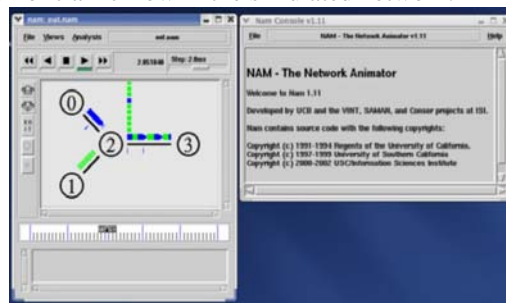 nam: out.nam
File Views Analysis out.nam
Step: 2.0ms
0
2
3
1
Nam Console v1.11
File NAM - The Network Animator v1.11 Help
NAM - The Network Animator
Welcome to Nam 1.11
Developed by UCB and the VINT, SAMAN, and Conser projects at ISI.
Nam contains source code with the following copyrights:
Copyright (c) 1991-1994 Regents of the University of California.
Copyright (c) 1997-1999 University of Southern California
Copyright (c) 2000-2002 USC/Information Sciences Institute